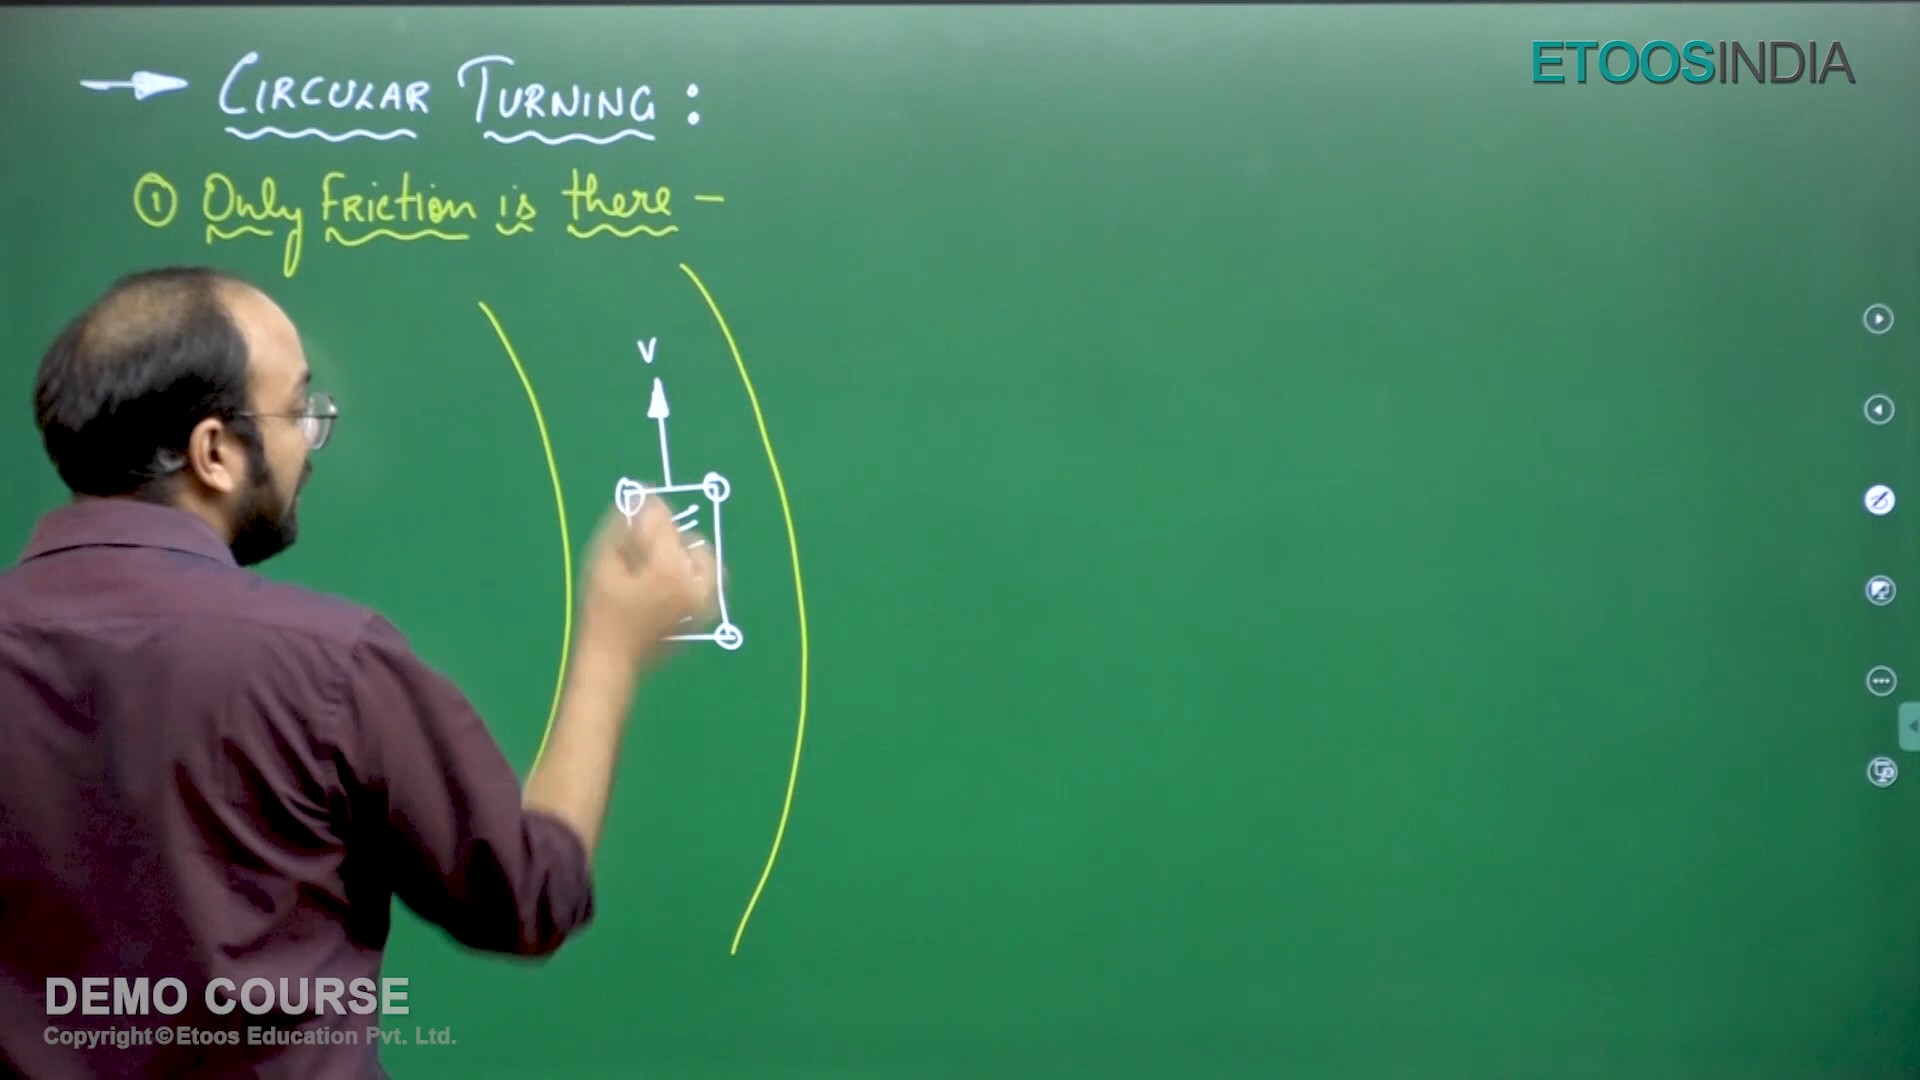 → CIRCULAR TURNING :
ETOOSINDIA
① Only Friction is there –
V
DEMO COURSE
Copyright©Etoos Education Pvt. Ltd.